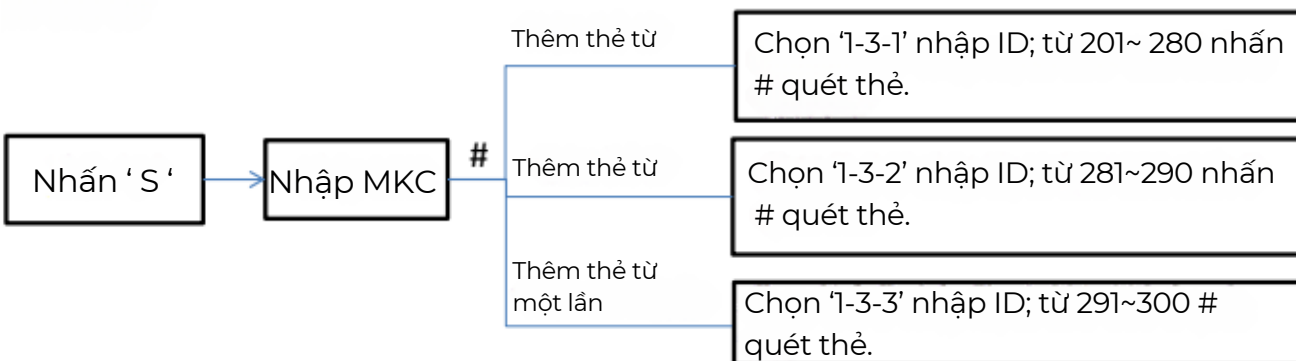 Thêm thẻ từ
Chọn ‘1-3-1’ nhập ID; từ 201~ 280 nhấn
# quét thẻ.
Nhấn ‘ S ‘
Nhập MKC
#
Thêm thẻ từ
Chọn ‘1-3-2’ nhập ID; từ 281~290 nhấn
# quét thẻ.
Thêm thẻ từ
một lần
Chọn ‘1-3-3’ nhập ID; từ 291~300 #
quét thẻ.